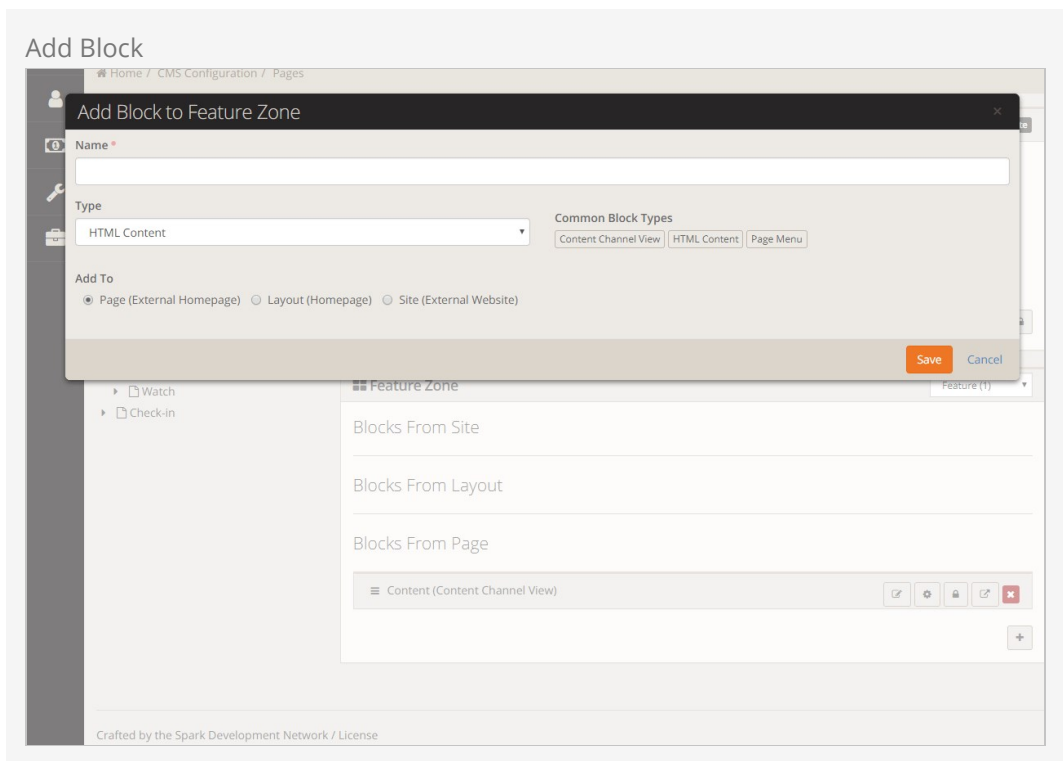 Add Block
Home / CMS Configuration / Pages
Add Block to Feature Zone ×
Name *
Type
HTML Content
Common Block Types
Content Channel View HTML Content Page Menu
Add To
Page (External Homepage) Layout (Homepage) Site (External Website)
Save Cancel
Watch
Check-in
Feature Zone
Feature (1)
Blocks From Site
Blocks From Layout
Blocks From Page
Content (Content Channel View)
Crafted by the Spark Development Network / License